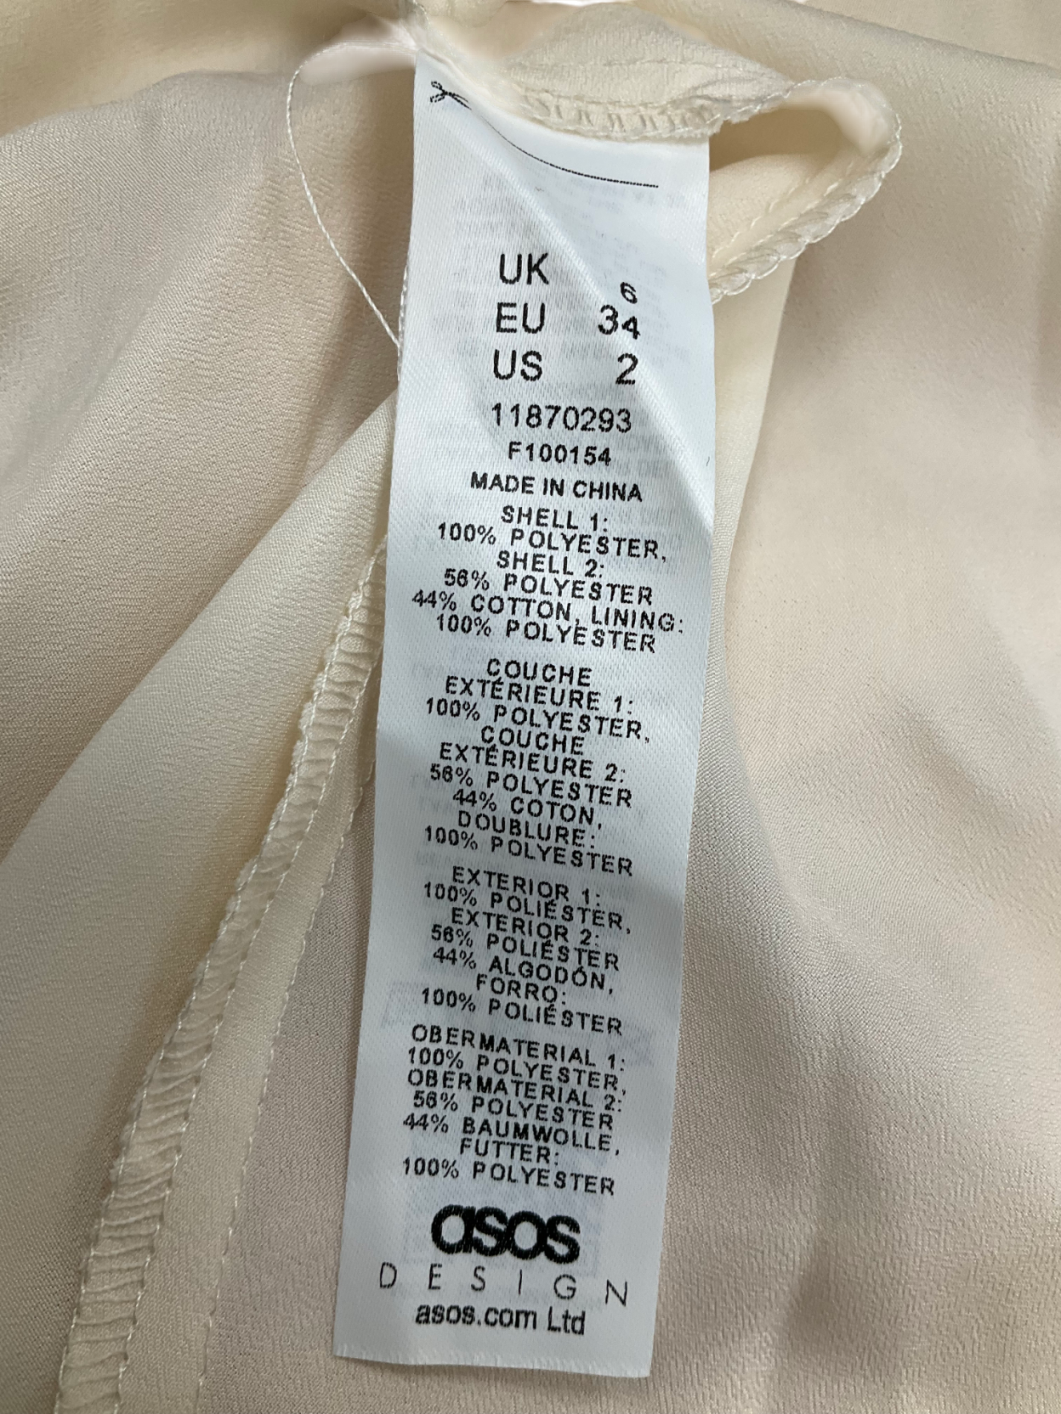 UK 6
EU 34
US 2
11870293
F100154
MADE IN CHINA
SHELL 1:
100% POLYESTER,
SHELL 2:
56% POLYESTER
44% COTTON, LINING:
100% POLYESTER
COUCHE
EXTÉRIEURE 1:
100% POLYESTER,
COUCHE
EXTÉRIEURE 2:
56% POLYESTER
44% COTON,
DOUBLURE:
100% POLYESTER
EXTERIOR 1:
100% POLIÉSTER,
EXTERIOR 2:
56% POLIÉSTER
44% ALGODÓN,
FORRO:
100% POLIÉSTER
OBERMATERIAL 1:
100% POLYESTER,
OBERMATERIAL 2:
56% POLYESTER
44% BAUMWOLLE,
FUTTER:
100% POLYESTER
asos
DESIGN
asos.com Ltd